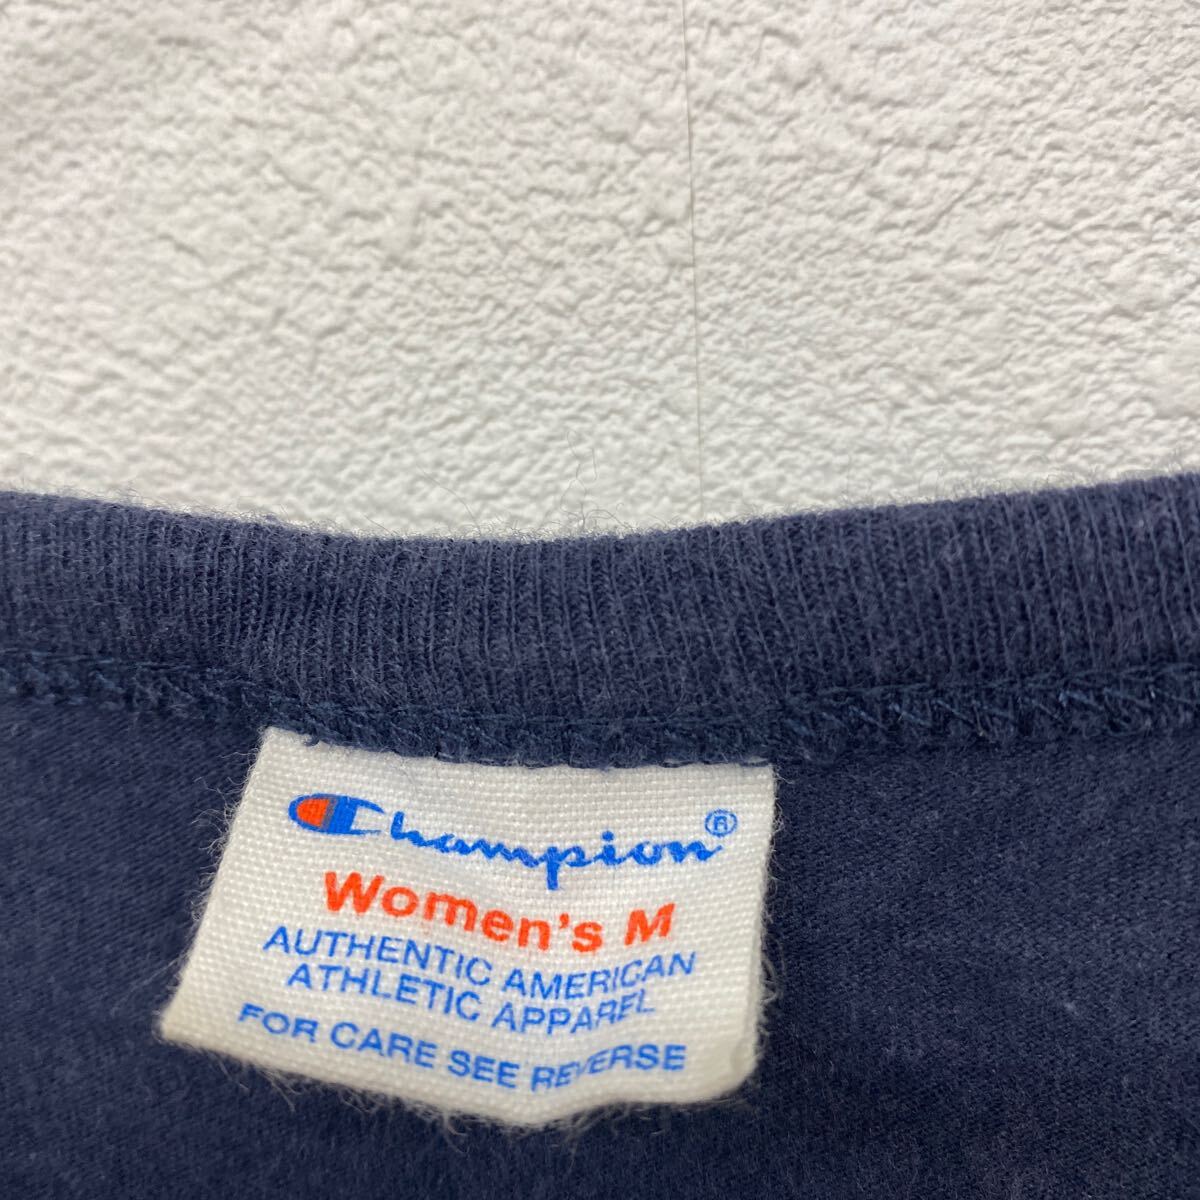 Champion®
Women's M
AUTHENTIC AMERICAN
ATHLETIC APPAREL
FOR CARE SEE REVERSE